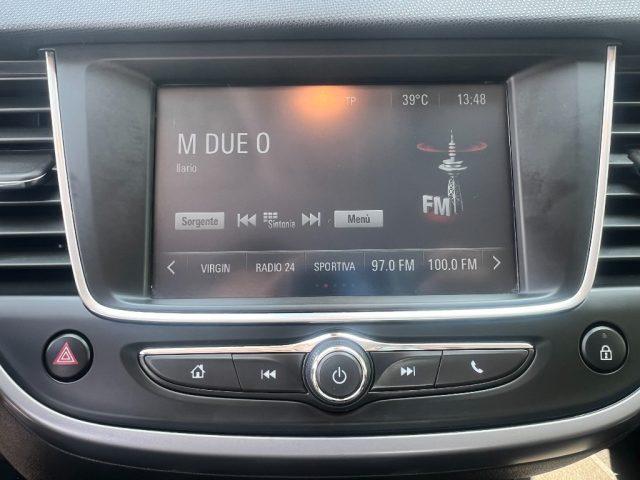 TP 39°C 13:48
M DUE O
Ilario
FM
Sorgente Sintonia Menù
VIRGIN RADIO 24 SPORTIVA 97.0 FM 100.0 FM